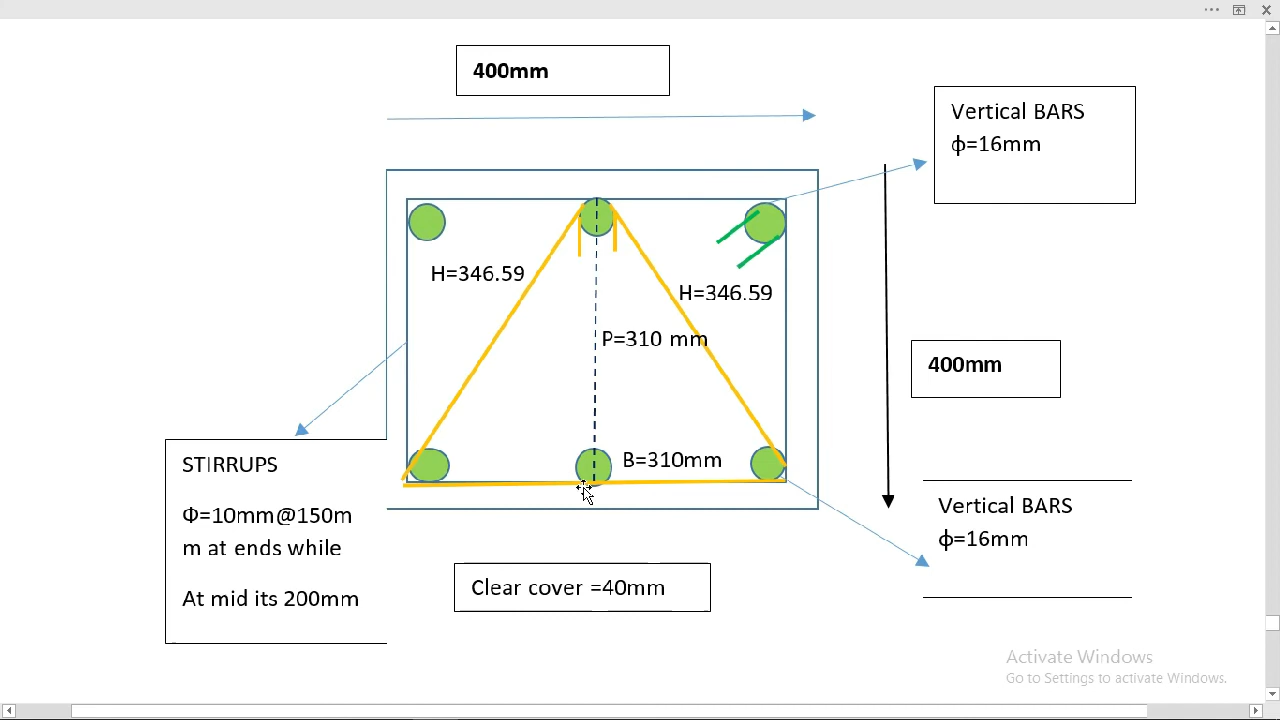 400mm
Vertical BARS
ϕ=16mm
H=346.59
H=346.59
P=310 mm
400mm
B=310mm
STIRRUPS
Φ=10mm@150m
m at ends while
At mid its 200mm
Vertical BARS
ϕ=16mm
Clear cover =40mm
Activate Windows
Go to Settings to activate Windows.